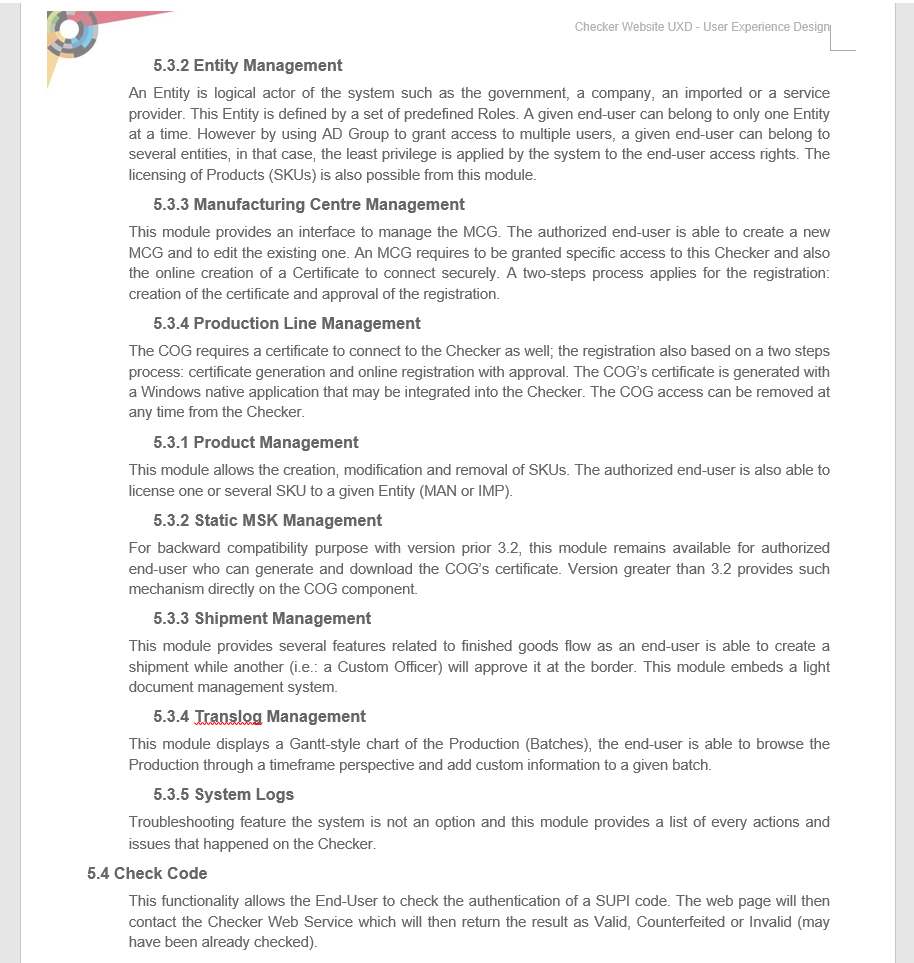 Checker Website UXD - User Experience Design
5.3.2 Entity Management
An Entity is logical actor of the system such as the government, a company, an imported or a service
provider. This Entity is defined by a set of predefined Roles. A given end-user can belong to only one Entity
at a time. However by using AD Group to grant access to multiple users, a given end-user can belong to
several entities, in that case, the least privilege is applied by the system to the end-user access rights. The
licensing of Products (SKUs) is also possible from this module.
5.3.3 Manufacturing Centre Management
This module provides an interface to manage the MCG. The authorized end-user is able to create a new
MCG and to edit the existing one. An MCG requires to be granted specific access to this Checker and also
the online creation of a Certificate to connect securely. A two-steps process applies for the registration:
creation of the certificate and approval of the registration.
5.3.4 Production Line Management
The COG requires a certificate to connect to the Checker as well; the registration also based on a two steps
process: certificate generation and online registration with approval. The COG's certificate is generated with
a Windows native application that may be integrated into the Checker. The COG access can be removed at
any time from the Checker.
5.3.1 Product Management
This module allows the creation, modification and removal of SKUs. The authorized end-user is also able to
license one or several SKU to a given Entity (MAN or IMP).
5.3.2 Static MSK Management
For backward compatibility purpose with version prior 3.2, this module remains available for authorized
end-user who can generate and download the COG's certificate. Version greater than 3.2 provides such
mechanism directly on the COG component.
5.3.3 Shipment Management
This module provides several features related to finished goods flow as an end-user is able to create a
shipment while another (i.e.: a Custom Officer) will approve it at the border. This module embeds a light
document management system.
5.3.4 Translog Management
This module displays a Gantt-style chart of the Production (Batches), the end-user is able to browse the
Production through a timeframe perspective and add custom information to a given batch.
5.3.5 System Logs
Troubleshooting feature the system is not an option and this module provides a list of every actions and
issues that happened on the Checker.
5.4 Check Code
This functionality allows the End-User to check the authentication of a SUPI code. The web page will then
contact the Checker Web Service which will then return the result as Valid, Counterfeited or Invalid (may
have been already checked).